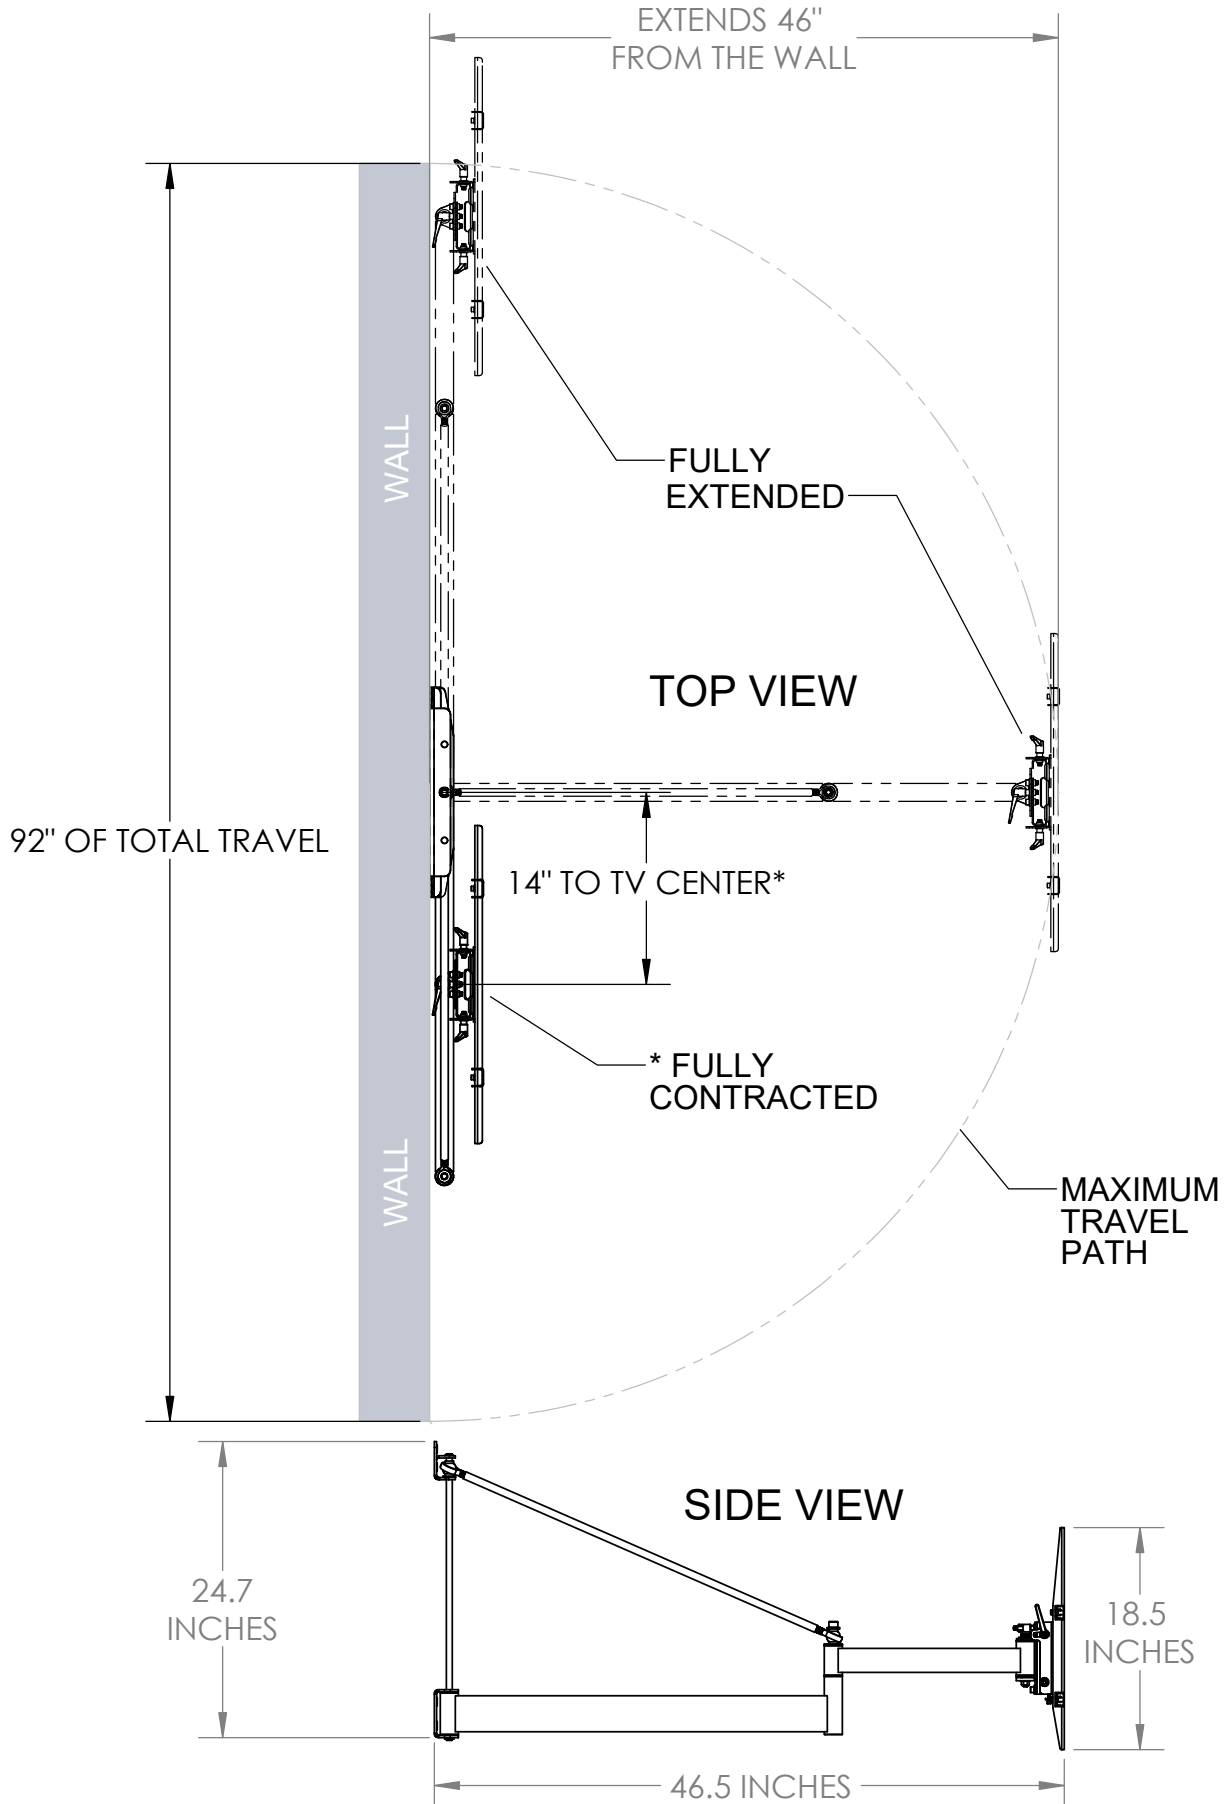 EXTENDS 46"
FROM THE WALL
WALL
FULLY
EXTENDED
TOP VIEW
92" OF TOTAL TRAVEL
14" TO TV CENTER*
* FULLY
CONTRACTED
WALL
MAXIMUM
TRAVEL
PATH
SIDE VIEW
24.7
INCHES
18.5
INCHES
46.5 INCHES